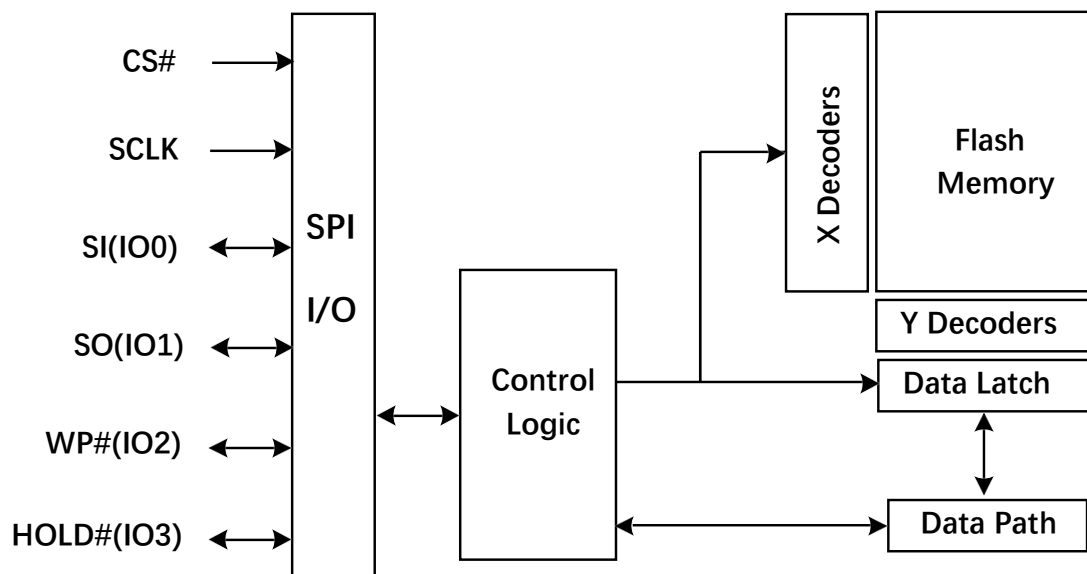 CS#
SCLK
SI(IO0)
SO(IO1)
WP#(IO2)
HOLD#(IO3)
SPI
I/O
Control
Logic
X Decoders
Flash
Memory
Y Decoders
Data Latch
Data Path